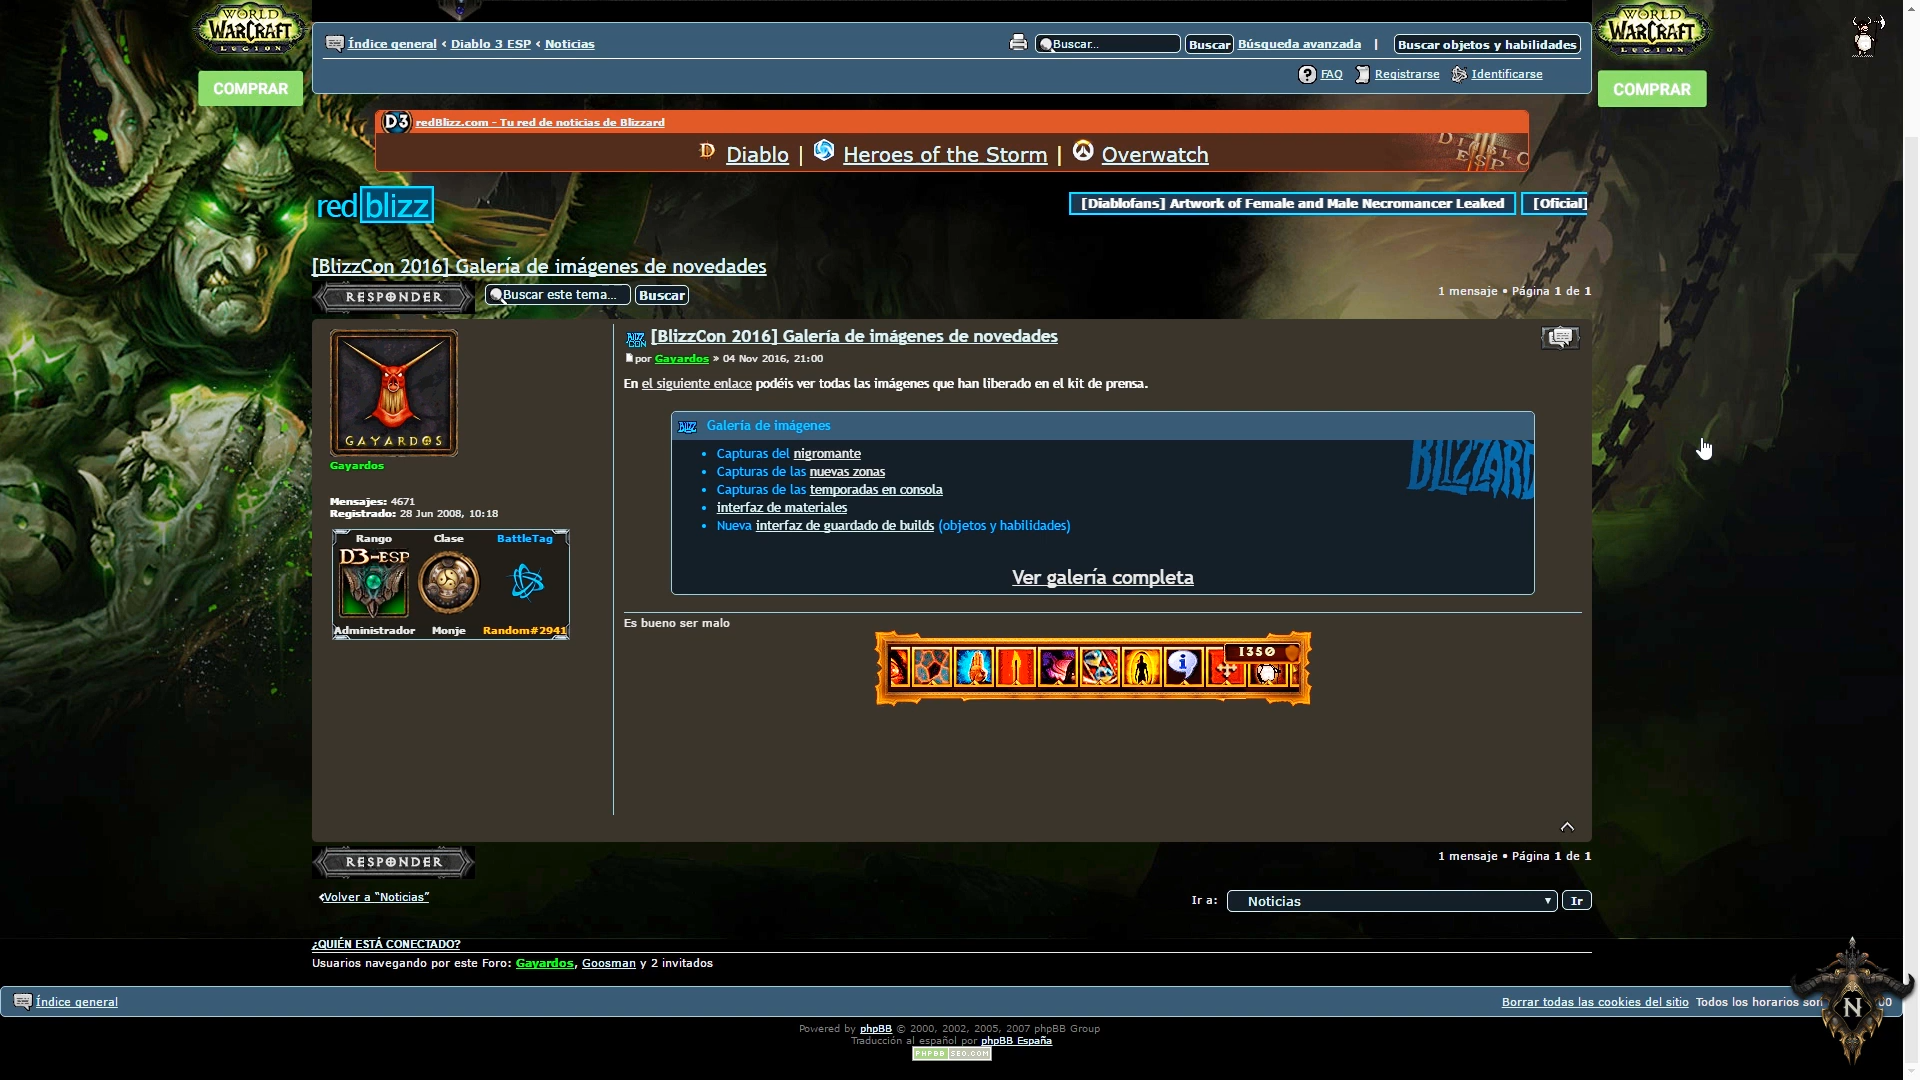 WORLD
WARCRAFT
LEGION
COMPRAR
Índice general ‹ Diablo 3 ESP ‹ Noticias
Buscar...
Buscar
Búsqueda avanzada
|
Buscar objetos y habilidades
FAQ
Registrarse
Identificarse
WORLD
WARCRAFT
LEGION
COMPRAR
D3 redBlizz.com - Tu red de noticias de Blizzard
Diablo | Heroes of the Storm | Overwatch
DIABLO
ESP
redblizz
[Diablofans] Artwork of Female and Male Necromancer Leaked
[Oficial]
[BlizzCon 2016] Galería de imágenes de novedades
RESPONDER
Buscar este tema...
Buscar
1 mensaje • Página 1 de 1
GAYARDOS
Gayardos
Mensajes: 4671
Registrado: 28 Jun 2008, 10:18
Rango Clase BattleTag
D3-ESP
Administrador Monje Random#2941
BLIZZ CON [BlizzCon 2016] Galería de imágenes de novedades
por Gayardos » 04 Nov 2016, 21:00
En el siguiente enlace podéis ver todas las imágenes que han liberado en el kit de prensa.
BLIZZ Galería de imágenes
BLIZZARD
• Capturas del nigromante
• Capturas de las nuevas zonas
• Capturas de las temporadas en consola
• interfaz de materiales
• Nueva interfaz de guardado de builds (objetos y habilidades)
Ver galería completa
Es bueno ser malo
1350
RESPONDER
1 mensaje • Página 1 de 1
Volver a “Noticias”
Ir a:
Noticias
Ir
¿QUIÉN ESTÁ CONECTADO?
Usuarios navegando por este Foro: Gayardos, Goosman y 2 invitados
Índice general
Borrar todas las cookies del sitio
Todos los horarios son
00
N
Powered by phpBB © 2000, 2002, 2005, 2007 phpBB Group
Traducción al español por phpBB España
PHPBB SEO.COM